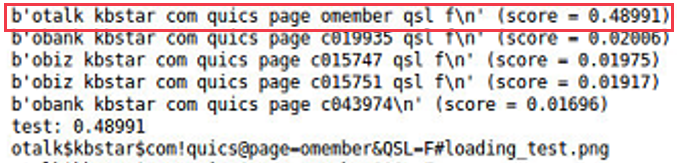 b'otalk kbstar com quics page omember qsl f\n' (score = 0.48991)
b'obank kbstar com quics page c019935 qsl f\n' (score = 0.02006)
b'obiz kbstar com quics page c015747 qsl f\n' (score = 0.01975)
b'obiz kbstar com quics page c015751 qsl f\n' (score = 0.01917)
b'obank kbstar com quics page c043974\n' (score = 0.01696)
test: 0.48991
otalk$kbstar$com!quics@page=omember&QSL=F#loading_test.png